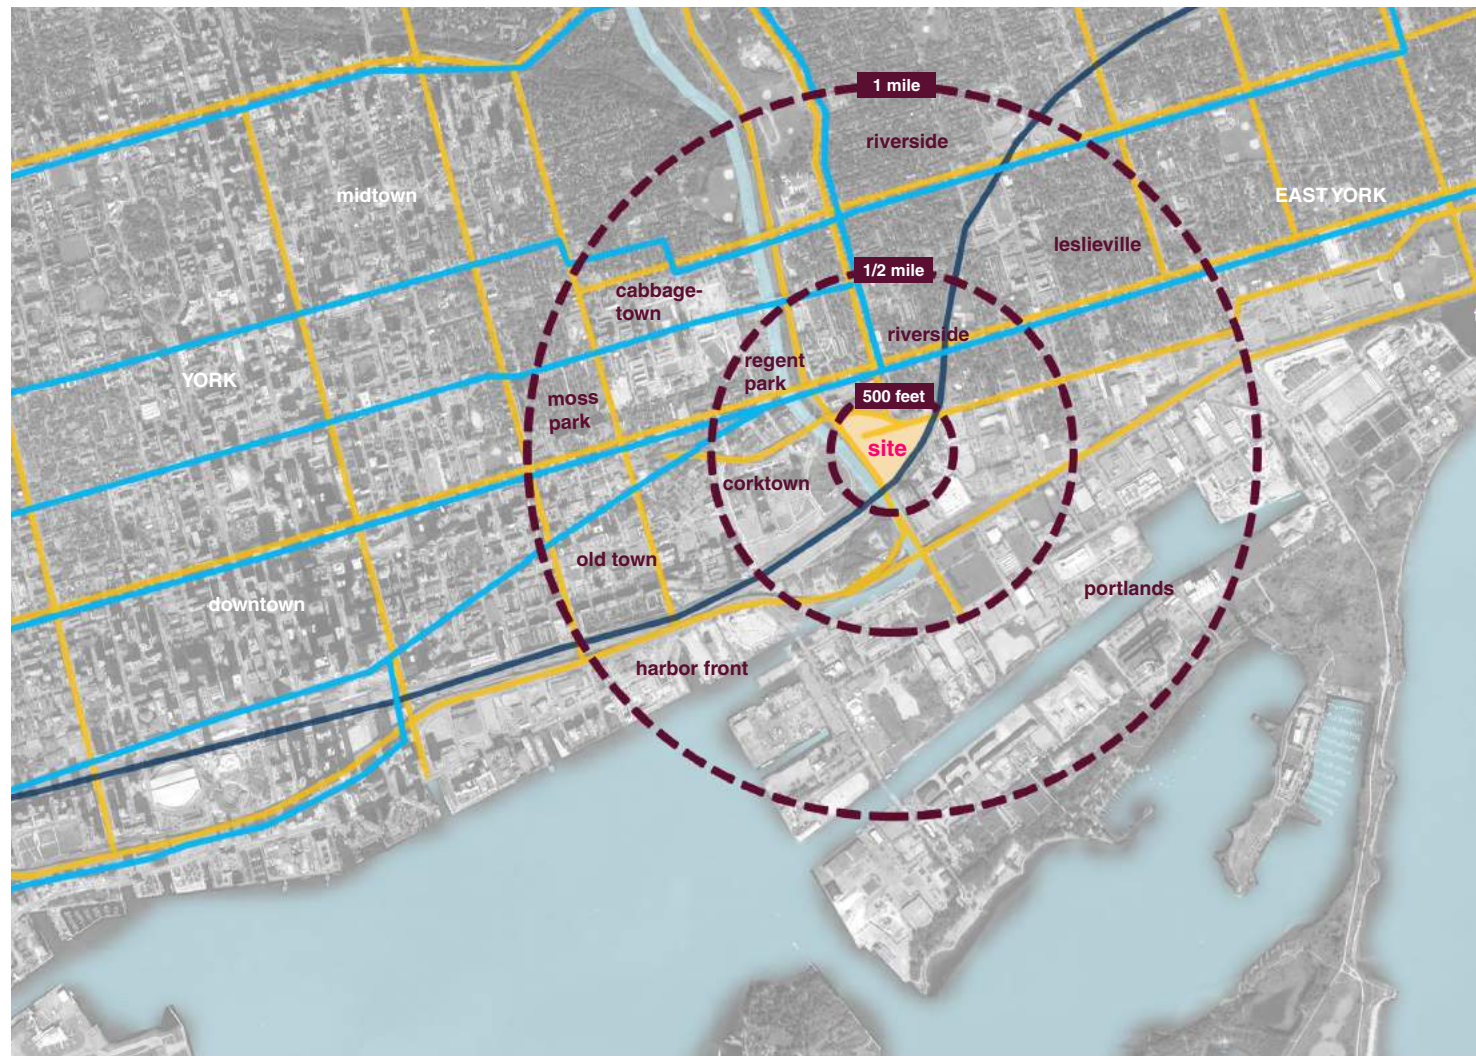 1 mile
riverside
midtown
EAST YORK
leslieville
1/2 mile
cabbage-
town
riverside
regent
park
YORK
moss
park
500 feet
site
corktown
old town
portlands
downtown
harbor front